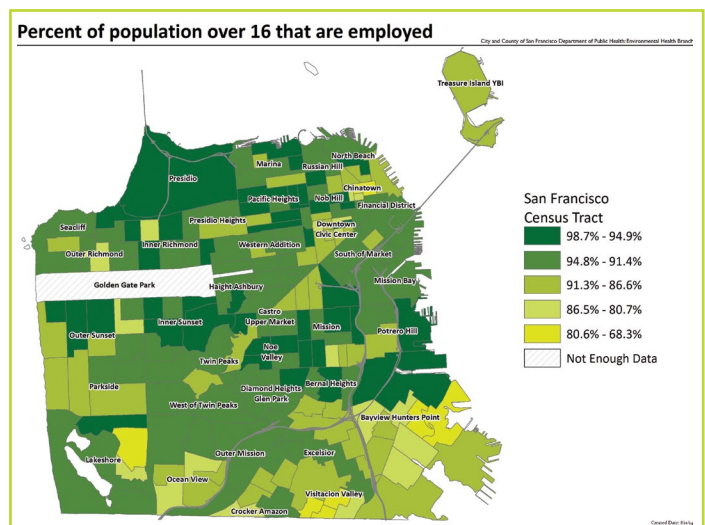 Percent of population over 16 that are employed
City and County of San Francisco Department of Public Health: Environmental Health Branch
Treasure Island YBI
North Beach
Marina
Russian Hill
Presidio
Chinatown
Pacific Heights
Nob Hill
Financial District
Seacliff
Presidio Heights
Downtown
Civic Center
Inner Richmond
Western Addition
Outer Richmond
South of Market
Golden Gate Park
Haight Ashbury
Mission Bay
Castro
Upper Market
Inner Sunset
Mission
Potrero Hill
Outer Sunset
Noe
Valley
Twin Peaks
Parkside
Diamond Heights
Bernal Heights
Glen Park
West of Twin Peaks
Bayview Hunters Point
Lakeshore
Outer Mission
Excelsior
Ocean View
Visitacion Valley
Crocker Amazon
San Francisco
Census Tract
98.7% - 94.9%
94.8% - 91.4%
91.3% - 86.6%
86.5% - 80.7%
80.6% - 68.3%
Not Enough Data
Created Date: